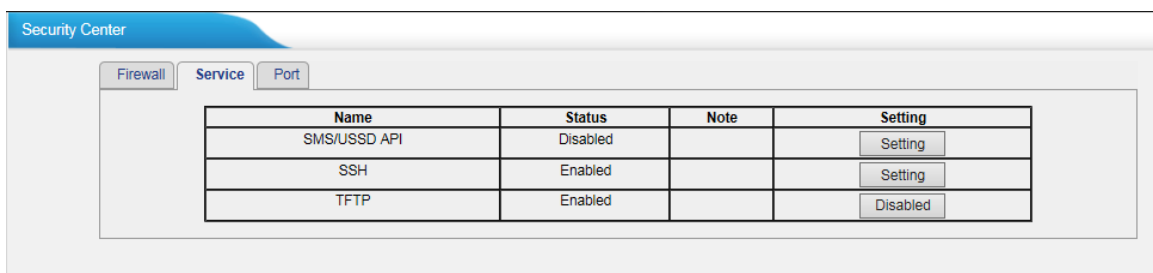 Security Center
Firewall Service Port
Name Status Note Setting
SMS/USSD API Disabled Setting
SSH Enabled Setting
TFTP Enabled Disabled